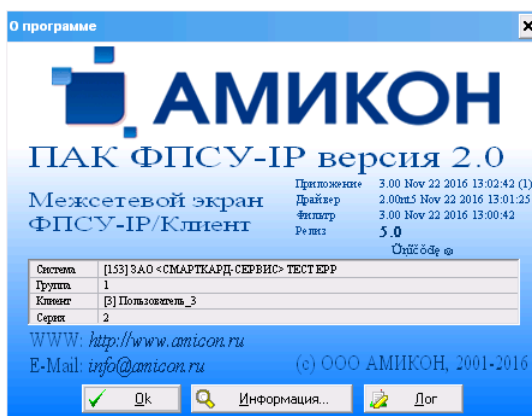 О программе
АМИКОН
ПАК ФПСУ-IP версия 2.0
Межсетевой экран
ФПСУ-IP/Клиент
Приложение 3.00 Nov 22 2016 13:02:42 (1)
Драйвер 2.00nt5 Nov 22 2016 13:01:25
Фильтр 3.00 Nov 22 2016 13:00:42
Релиз 5.0
Система [153] ЗАО <СМАРТКАРД-СЕРВИС> ТЕСТ ЕРР
Группа 1
Клиент [3] Пользователь_3
Серия 2
WWW: http://www.amicon.ru
E-Mail: info@amicon.ru
(c) ООО АМИКОН, 2001-2016
Ok
Информация...
Лог